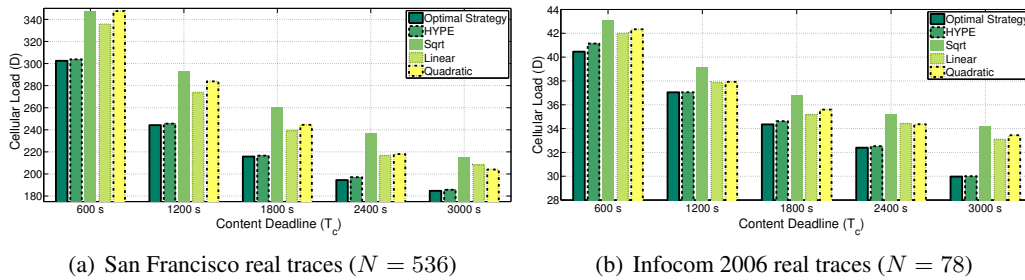 340
320
300
280
260
240
220
200
180
Cellular Load (D)
Optimal Strategy
HYPE
Sqrt
Linear
Quadratic
600 s
1200 s
1800 s
2400 s
3000 s
Content Deadline (T_c)
(a) San Francisco real traces (N = 536)
44
42
40
38
36
34
32
30
28
Cellular Load (D)
Optimal Strategy
HYPE
Sqrt
Linear
Quadratic
600 s
1200 s
1800 s
2400 s
3000 s
Content Deadline (T_c)
(b) Infocom 2006 real traces (N = 78)